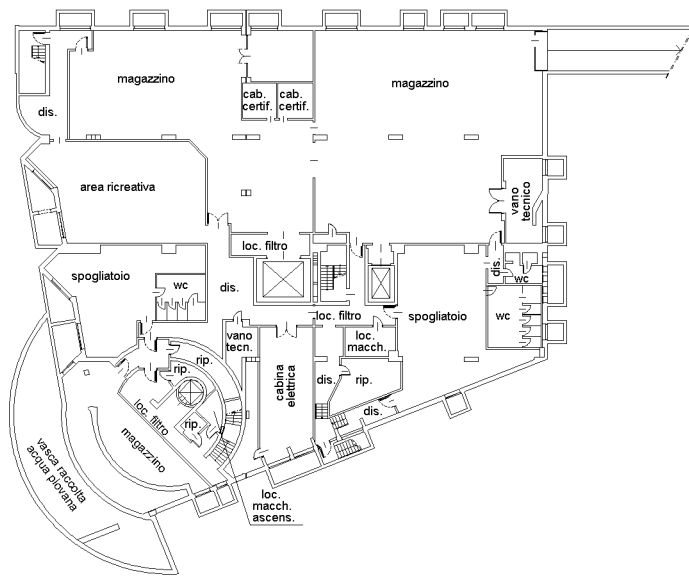 magazzino
magazzino
cab.
certif.
cab.
certif.
dis.
area ricreativa
vano
tecnico
loc. filtro
spogliatoio
wc
dis.
dis.
wc
wc
loc. filtro
spogliatoio
vano
tecn.
loc.
macch.
cabina
elettrica
rip.
rip.
dis.
rip.
loc. filtro
rip.
dis.
magazzino
vasca raccolta
acqua piovana
loc.
macch.
ascens.